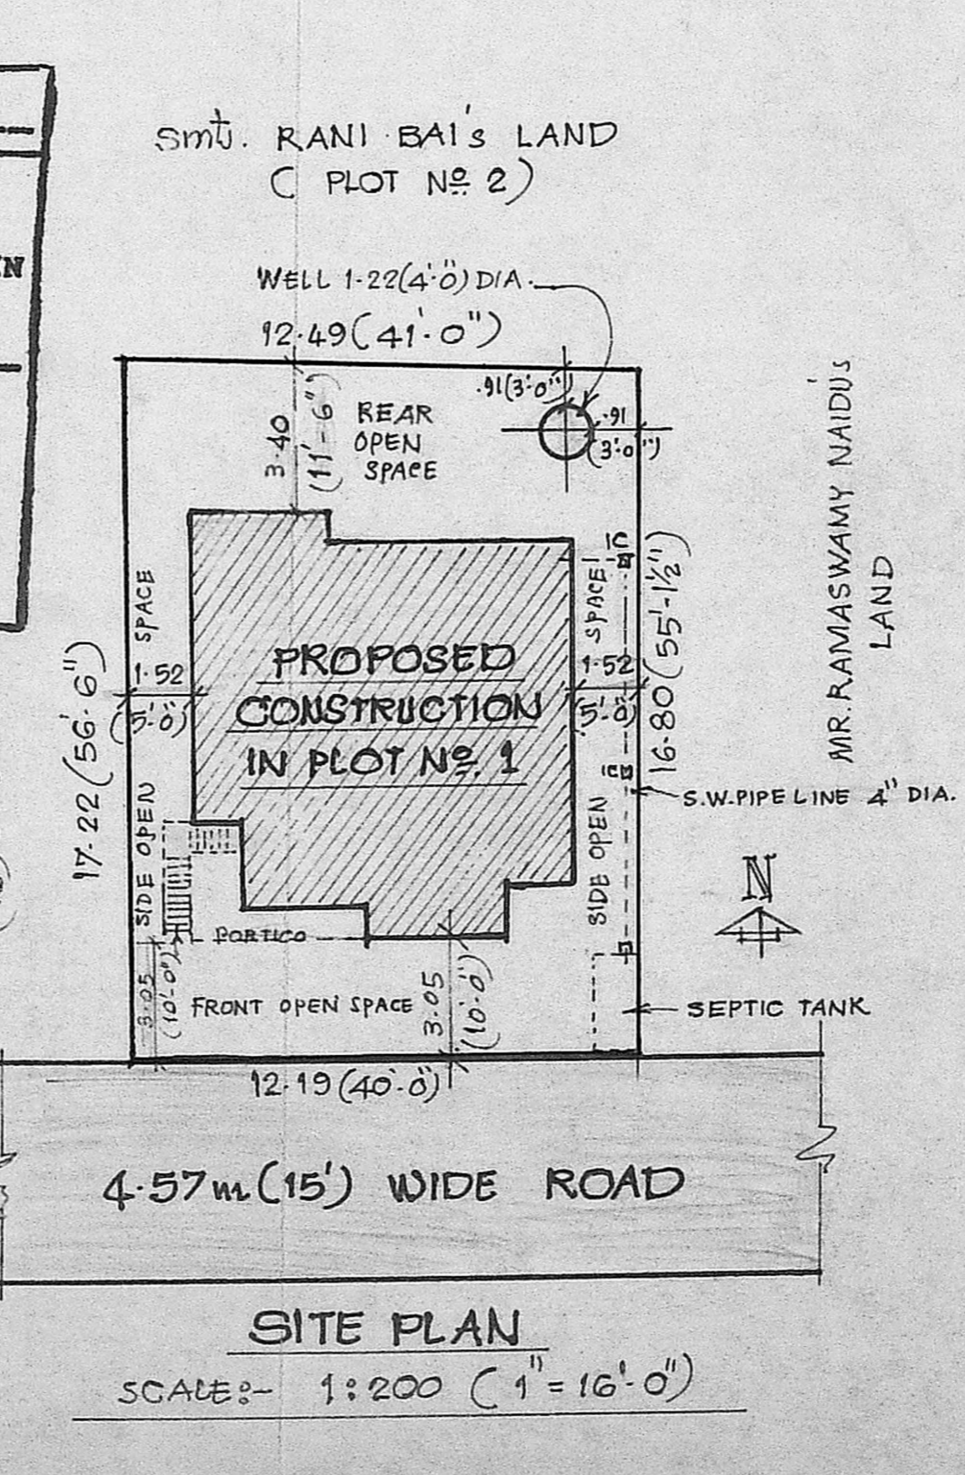 IN
Smt. RANI BAI's LAND
( PLOT No. 2)
WELL 1·22(4'·0") DIA.
12·49(41'·0")
.91(3'·0")
·91
(3'·0")
3·40
(11'-6")
REAR
OPEN
SPACE
MR. RAMASWAMY NAIDU's
LAND
IC
SIDE OPEN SPACE
1·52
(5'·0")
17·22(56'·6")
PROPOSED
CONSTRUCTION
IN PLOT No. 1
SIDE OPEN SPACE
1·52
(5'·0")
16·80(55'-1½")
IC
S.W.PIPE LINE 4" DIA.
N
PORTICO
3·05
(10'-0")
FRONT OPEN SPACE
3·05
(10'·0")
SEPTIC TANK
12·19(40'·0")
4·57m(15') WIDE ROAD
SITE PLAN
SCALE:- 1:200 ( 1" = 16'·0")